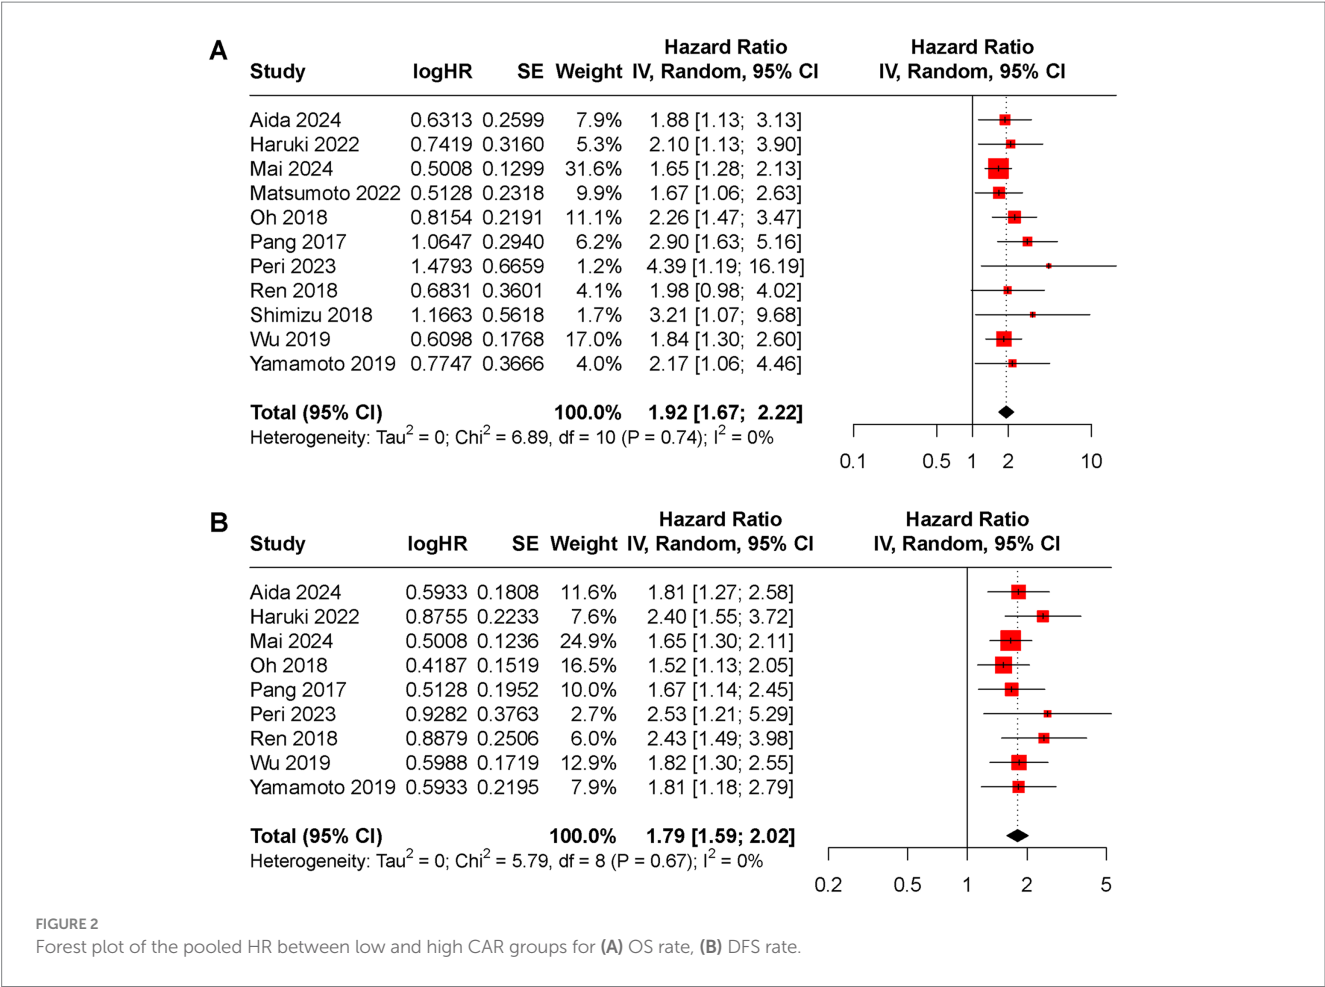 A
Hazard Ratio Hazard Ratio
Study logHR SE Weight IV, Random, 95% CI IV, Random, 95% CI
Aida 2024 0.6313 0.2599 7.9% 1.88 [1.13; 3.13]
Haruki 2022 0.7419 0.3160 5.3% 2.10 [1.13; 3.90]
Mai 2024 0.5008 0.1299 31.6% 1.65 [1.28; 2.13]
Matsumoto 2022 0.5128 0.2318 9.9% 1.67 [1.06; 2.63]
Oh 2018 0.8154 0.2191 11.1% 2.26 [1.47; 3.47]
Pang 2017 1.0647 0.2940 6.2% 2.90 [1.63; 5.16]
Peri 2023 1.4793 0.6659 1.2% 4.39 [1.19; 16.19]
Ren 2018 0.6831 0.3601 4.1% 1.98 [0.98; 4.02]
Shimizu 2018 1.1663 0.5618 1.7% 3.21 [1.07; 9.68]
Wu 2019 0.6098 0.1768 17.0% 1.84 [1.30; 2.60]
Yamamoto 2019 0.7747 0.3666 4.0% 2.17 [1.06; 4.46]
Total (95% CI) 100.0% 1.92 [1.67; 2.22]
Heterogeneity: Tau² = 0; Chi² = 6.89, df = 10 (P = 0.74); I² = 0%
0.1 0.5 1 2 10
B
Hazard Ratio Hazard Ratio
Study logHR SE Weight IV, Random, 95% CI IV, Random, 95% CI
Aida 2024 0.5933 0.1808 11.6% 1.81 [1.27; 2.58]
Haruki 2022 0.8755 0.2233 7.6% 2.40 [1.55; 3.72]
Mai 2024 0.5008 0.1236 24.9% 1.65 [1.30; 2.11]
Oh 2018 0.4187 0.1519 16.5% 1.52 [1.13; 2.05]
Pang 2017 0.5128 0.1952 10.0% 1.67 [1.14; 2.45]
Peri 2023 0.9282 0.3763 2.7% 2.53 [1.21; 5.29]
Ren 2018 0.8879 0.2506 6.0% 2.43 [1.49; 3.98]
Wu 2019 0.5988 0.1719 12.9% 1.82 [1.30; 2.55]
Yamamoto 2019 0.5933 0.2195 7.9% 1.81 [1.18; 2.79]
Total (95% CI) 100.0% 1.79 [1.59; 2.02]
Heterogeneity: Tau² = 0; Chi² = 5.79, df = 8 (P = 0.67); I² = 0%
0.2 0.5 1 2 5
FIGURE 2
Forest plot of the pooled HR between low and high CAR groups for (A) OS rate, (B) DFS rate.